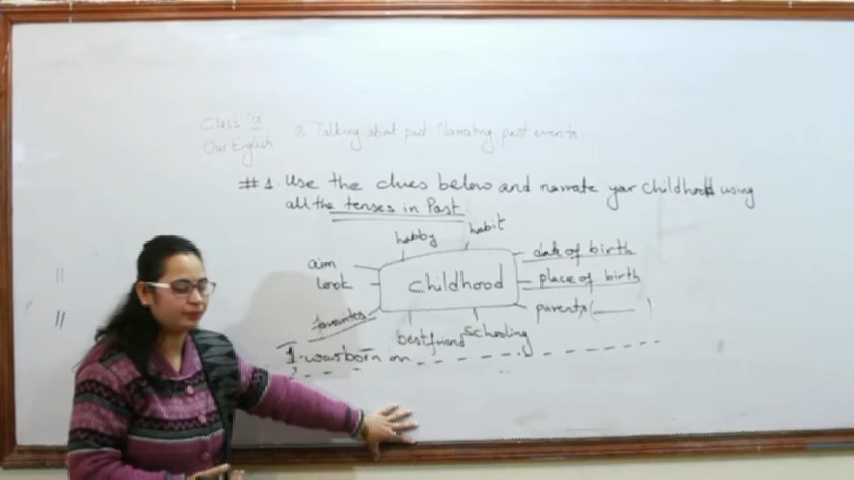 Class IX
8. Talking about past Narrating past events
Our English
#1. Use the clues below and narrate your childhood using
all the tenses in Past.
hobby
habit
aim
look
favourites
childhood
date of birth
place of birth
parents (——— )
best friend
Schooling
I was born on